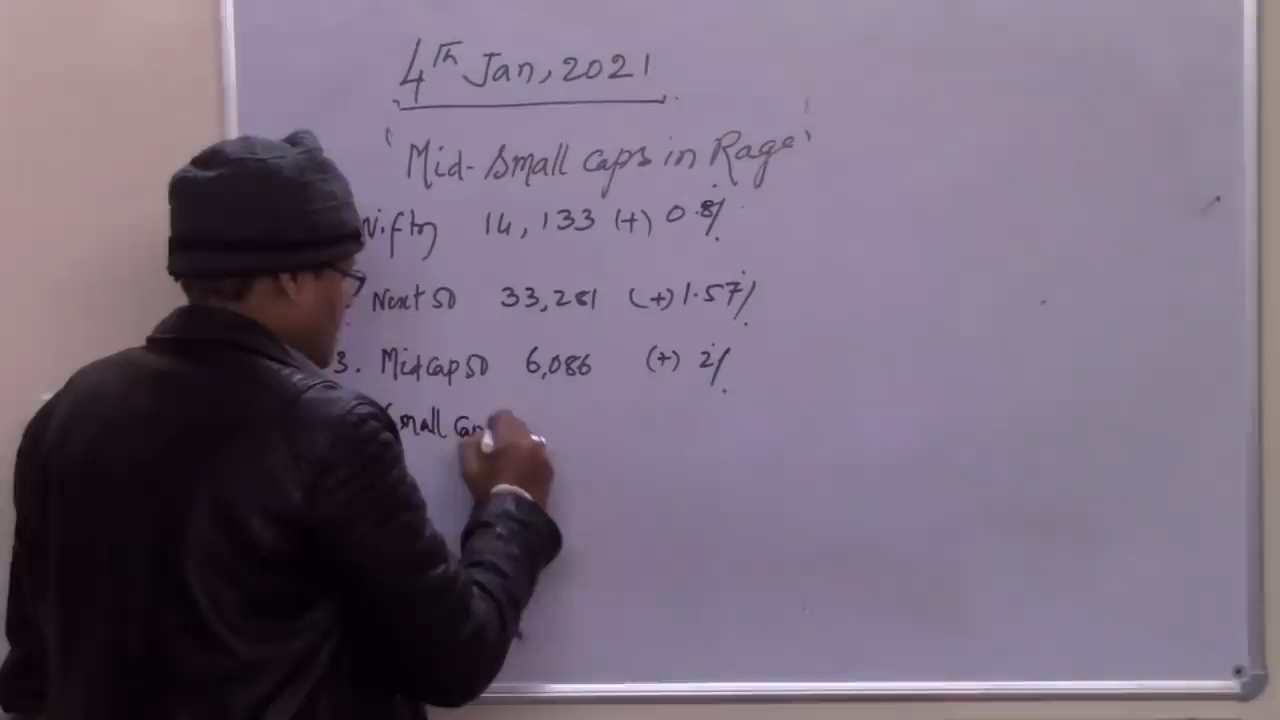 4Th Jan, 2021
'Mid-Small Caps in Rage'
Nifty 14,133 (+) 0.8%
Next 50 33,281 (+) 1.57%
3. Midcap 50 6,086 (+) 2%
Small Cap